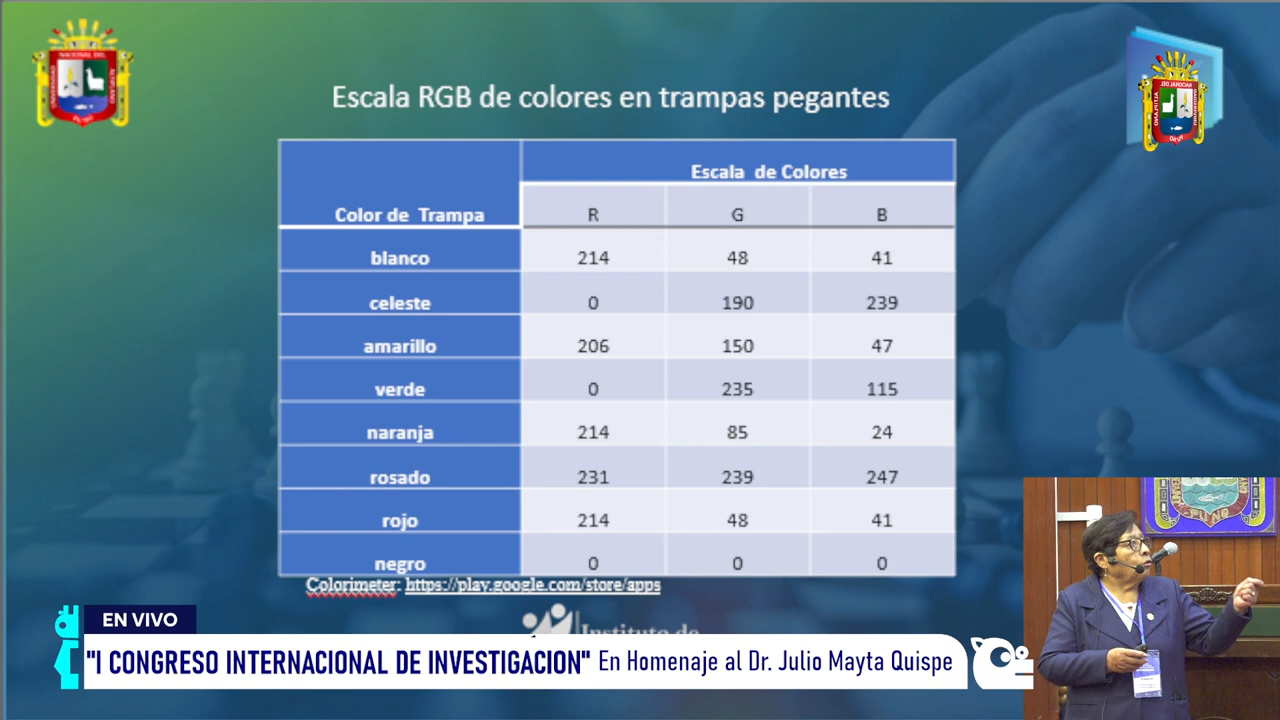 Escala RGB de colores en trampas pegantes
Color de Trampa
Escala de Colores
R G B
blanco 214 48 41
celeste 0 190 239
amarillo 206 150 47
verde 0 235 115
naranja 214 85 24
rosado 231 239 247
rojo 214 48 41
negro 0 0 0
Colorimeter: https://play.google.com/store/apps
Instituto de
EN VIVO
"I CONGRESO INTERNACIONAL DE INVESTIGACION" En Homenaje al Dr. Julio Mayta Quispe